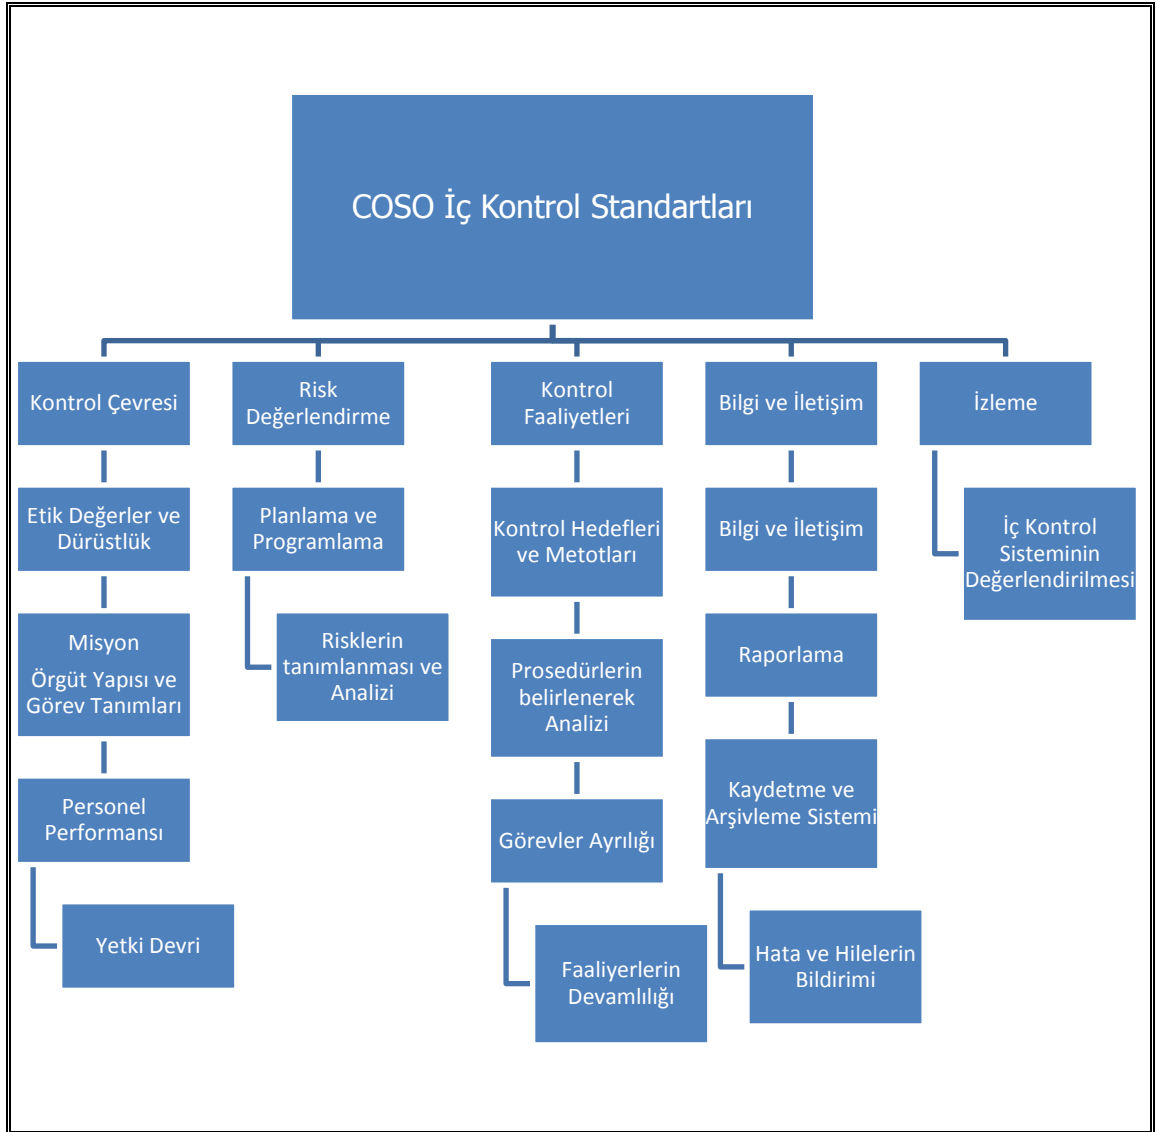 COSO İç Kontrol Standartları
Kontrol Çevresi
Etik Değerler ve
Dürüstlük
Misyon
Örgüt Yapısı ve
Görev Tanımları
Personel
Performansı
Yetki Devri
Risk
Değerlendirme
Planlama ve
Programlama
Risklerin
tanımlanması ve
Analizi
Kontrol
Faaliyetleri
Kontrol Hedefleri
ve Metotları
Prosedürlerin
belirlenerek
Analizi
Görevler Ayrılığı
Faaliyerlerin
Devamlılığı
Bilgi ve İletişim
Bilgi ve İletişim
Raporlama
Kaydetme ve
Arşivleme Sistemi
Hata ve Hilelerin
Bildirimi
İzleme
İç Kontrol
Sisteminin
Değerlendirilmesi